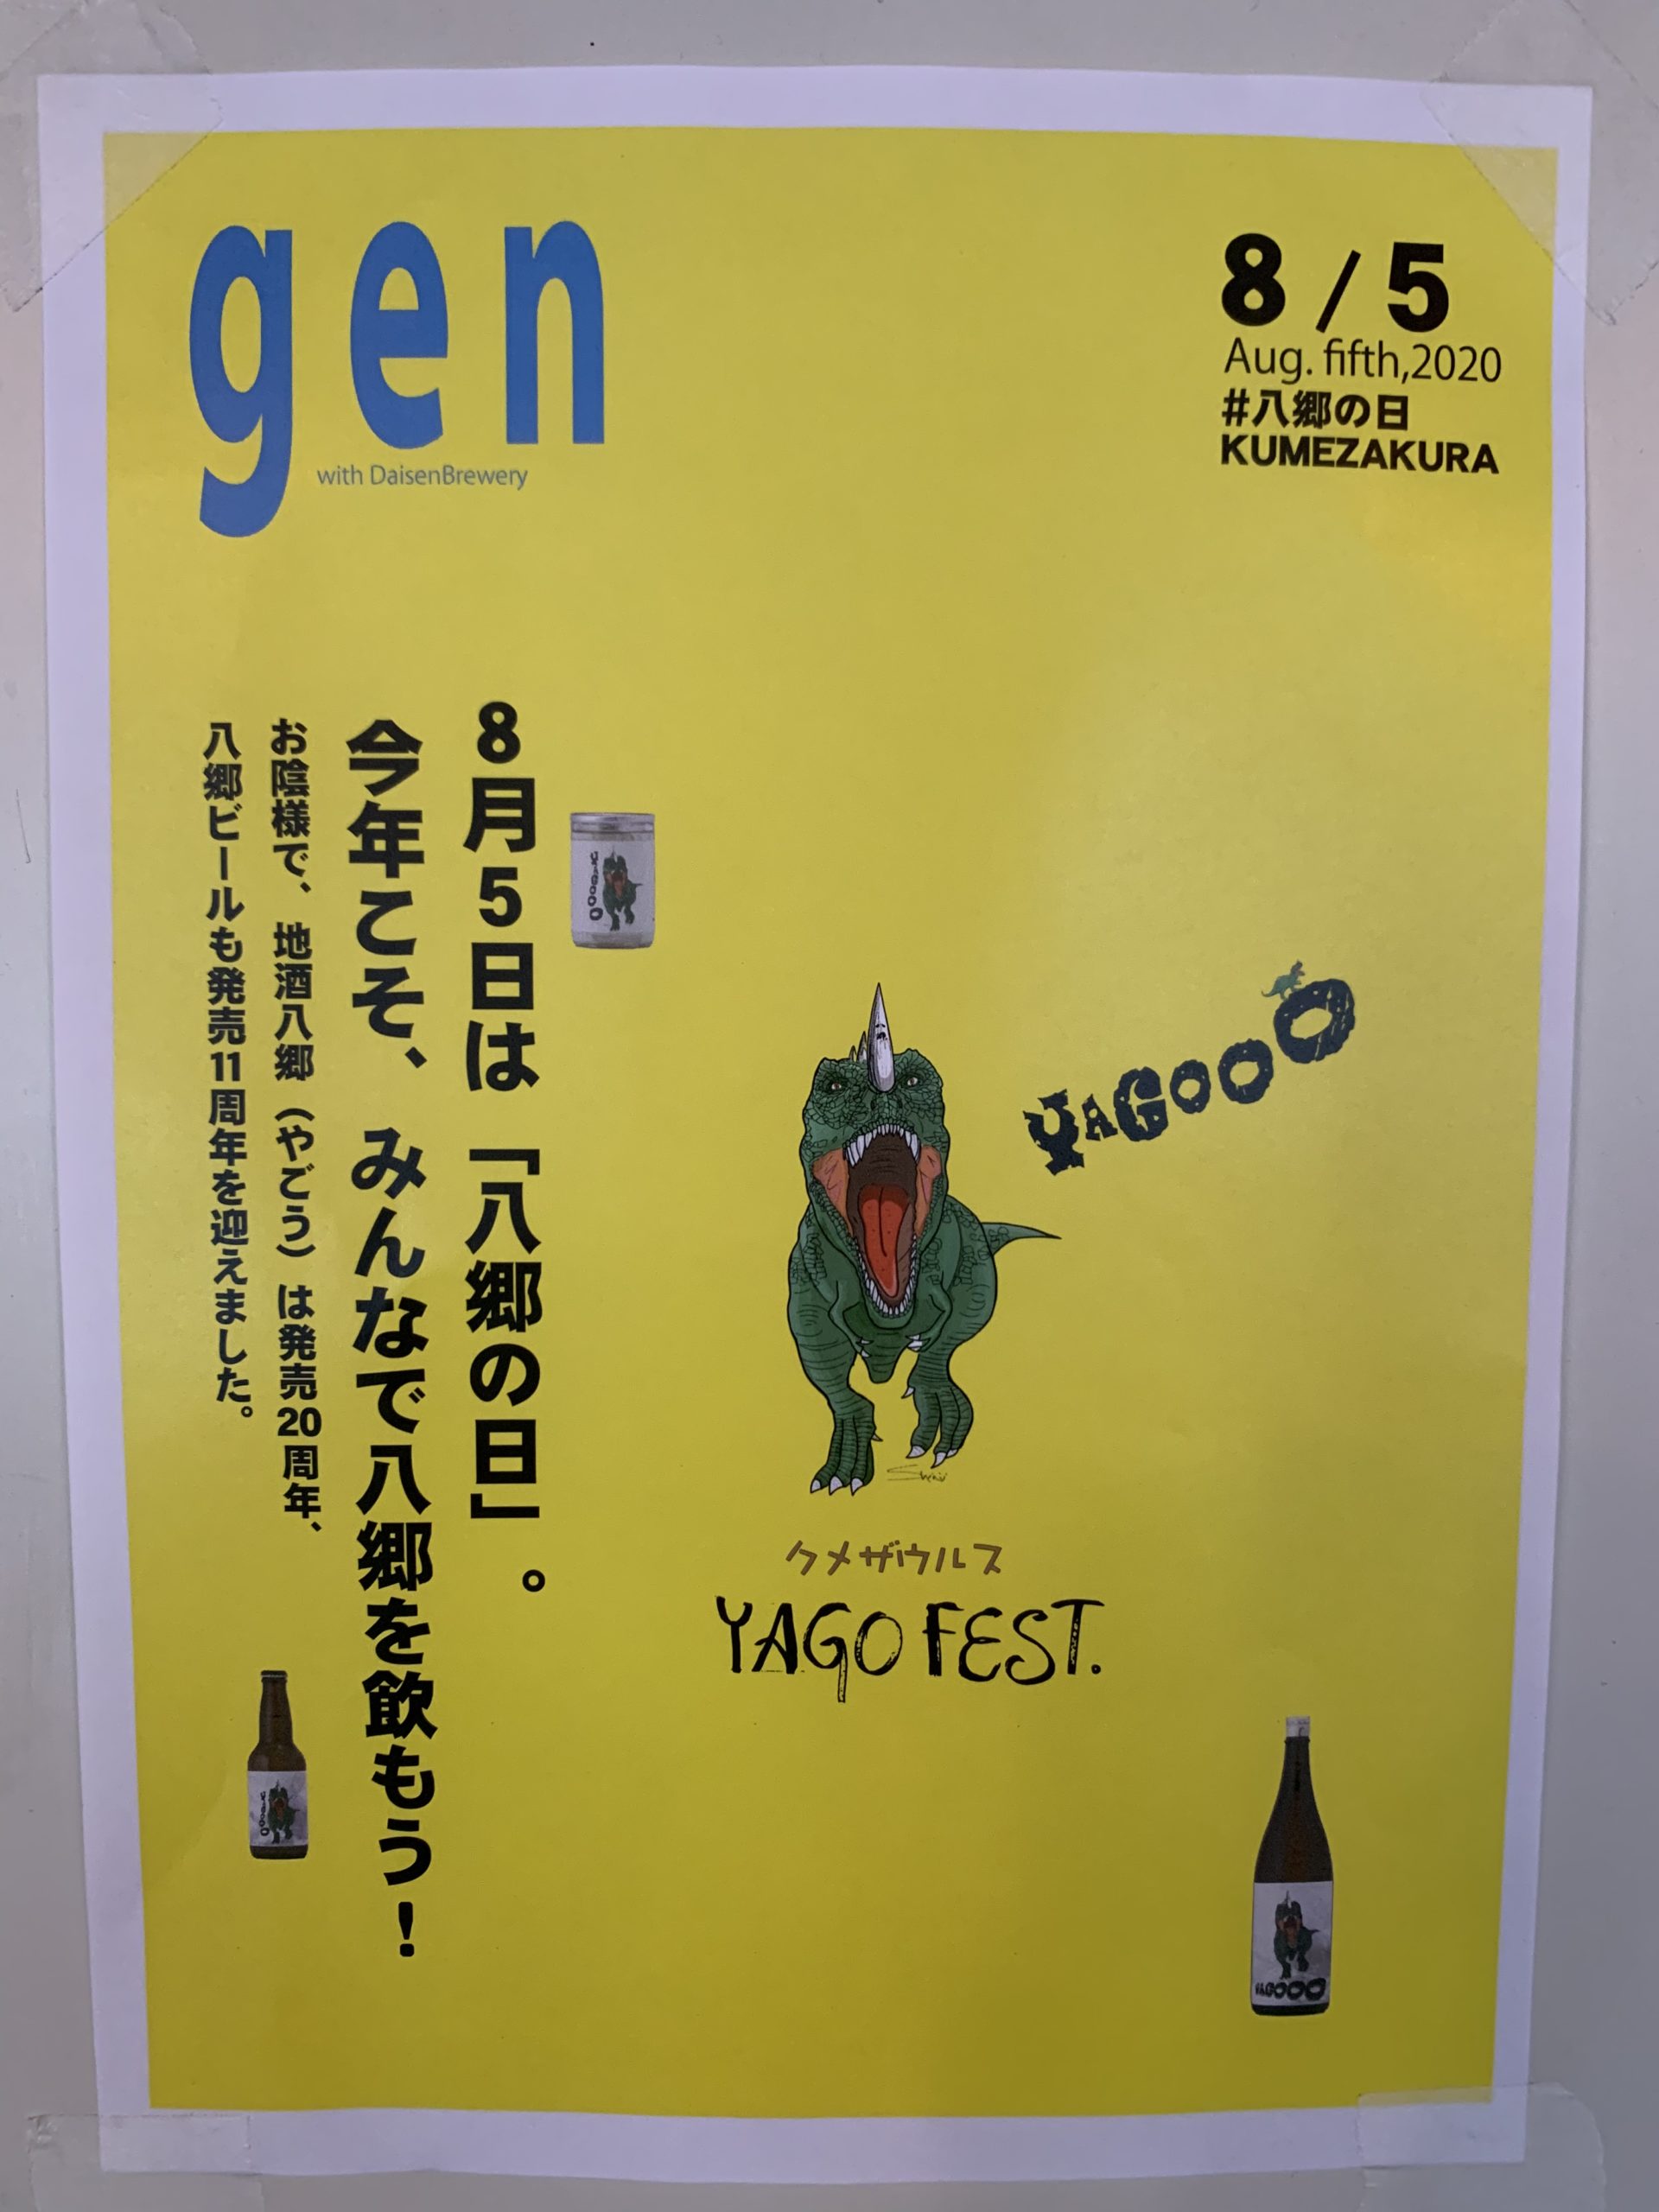 gen
with DaisenBrewery
8/5
Aug. fifth,2020
#八郷の日
KUMEZAKURA
8月5日は「八郷の日」。
今年こそ、みんなで八郷を飲もう！
お陰様で、地酒八郷（やごう）は発売20周年、
八郷ビールも発売11周年を迎えました。
YAGOOO
YAGOOO
クメザウルス
YAGO FEST.
YAGOOO
YAGOOO